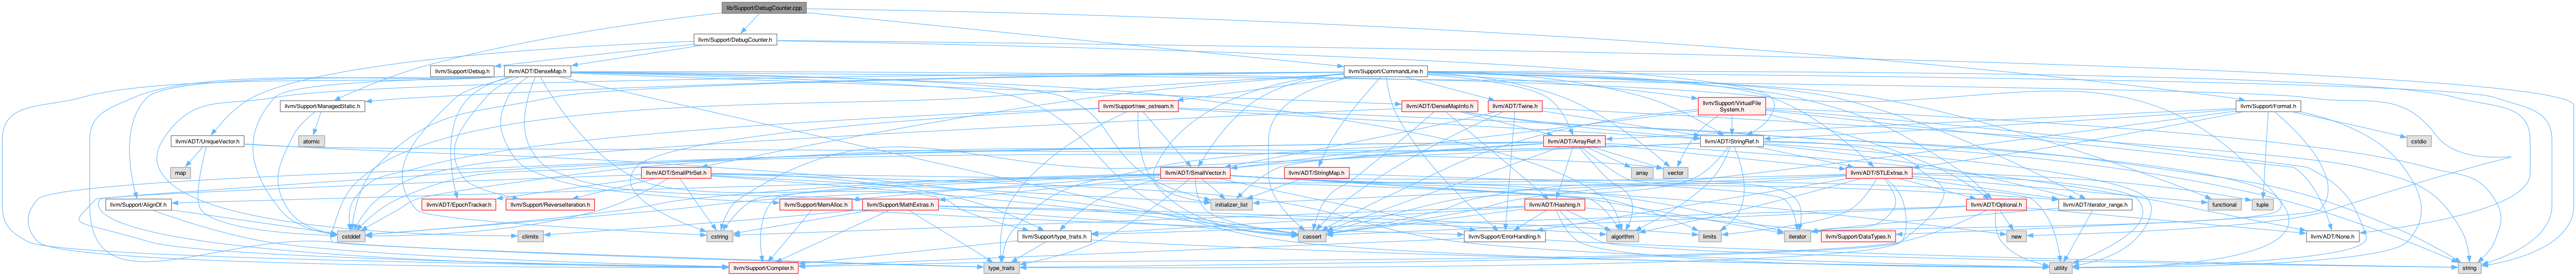 lib/Support/DebugCounter.cpp
llvm/Support/DebugCounter.h
llvm/Support/Debug.h
llvm/ADT/DenseMap.h
llvm/Support/CommandLine.h
llvm/Support/ManagedStatic.h
llvm/Support/raw_ostream.h
llvm/ADT/DenseMapInfo.h
llvm/ADT/Twine.h
llvm/Support/VirtualFile
System.h
llvm/Support/Format.h
llvm/ADT/UniqueVector.h
atomic
llvm/ADT/ArrayRef.h
llvm/ADT/StringRef.h
cstdio
map
llvm/ADT/SmallPtrSet.h
llvm/ADT/SmallVector.h
llvm/ADT/StringMap.h
array
vector
llvm/ADT/STLExtras.h
llvm/Support/AlignOf.h
llvm/ADT/EpochTracker.h
llvm/Support/ReverseIteration.h
llvm/Support/MemAlloc.h
llvm/Support/MathExtras.h
initializer_list
llvm/ADT/Hashing.h
llvm/ADT/Optional.h
llvm/ADT/iterator_range.h
functional
tuple
cstddef
climits
cstring
llvm/Support/type_traits.h
cassert
llvm/Support/ErrorHandling.h
algorithm
limits
iterator
llvm/Support/DataTypes.h
new
llvm/ADT/None.h
llvm/Support/Compiler.h
type_traits
utility
string